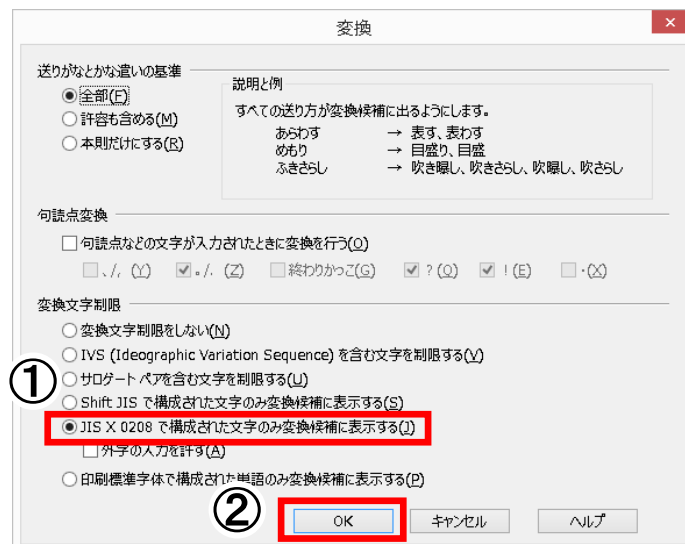 変換
×
送りがなとかな遣いの基準
全部(F)
許容も含める(M)
本則だけにする(R)
説明と例
すべての送り方が変換候補に出るようにします。
あらわす → 表す、表わす
めもり → 目盛り、目盛
ふきさらし → 吹き曝し、吹きさらし、吹曝し、吹さらし
句読点変換
句読点などの文字が入力されたときに変換を行う(O)
、/, (Y) 。/. (Z) 終わりかっこ(G) ? (Q) ! (E) ・(X)
変換文字制限
変換文字制限をしない(N)
IVS (Ideographic Variation Sequence) を含む文字を制限する(V)
①
サロゲート ペアを含む文字を制限する(U)
Shift JIS で構成された文字のみ変換候補に表示する(S)
JIS X 0208 で構成された文字のみ変換候補に表示する(J)
外字の入力を許す(A)
印刷標準字体で構成された単語のみ変換候補に表示する(P)
②
OK キャンセル ヘルプ